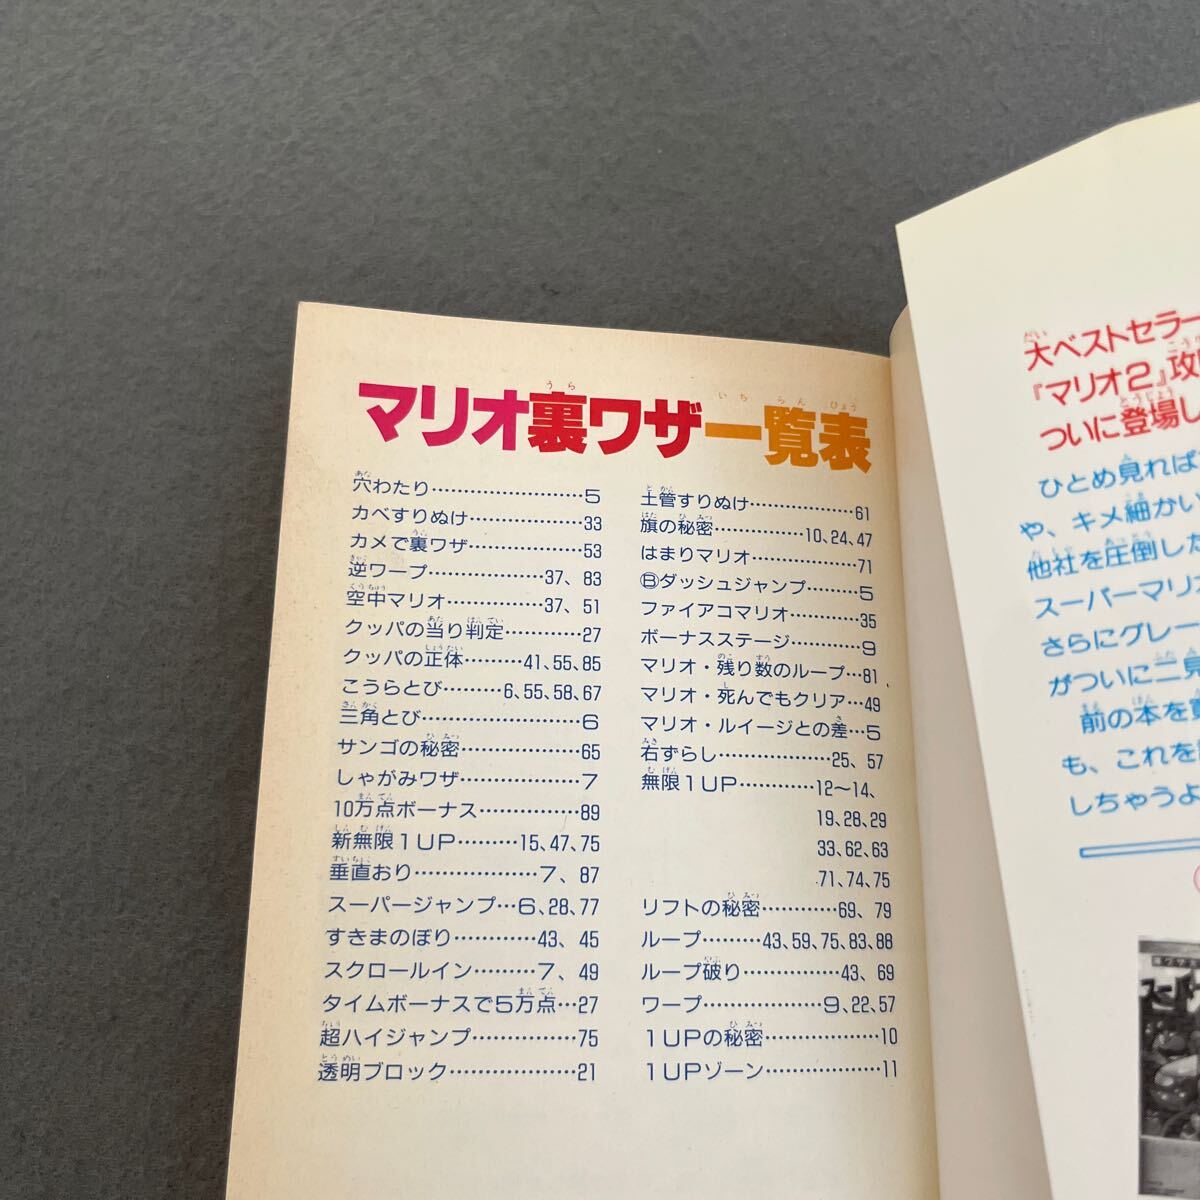 マリオ裏ワザ一覧表
穴わたり……………………5
カベすりぬけ………………33
カメで裏ワザ………………53
逆ワープ………………37、83
空中マリオ……………37、51
クッパの当り判定…………27
クッパの正体………41、55、85
こうらとび………6、55、58、67
三角とび……………………6
サンゴの秘密………………65
しゃがみワザ………………7
10万点ボーナス……………89
新無限1UP………15、47、75
垂直おり………………7、87
スーパージャンプ…6、28、77
すきまのぼり…………43、45
スクロールイン………7、49
タイムボーナスで5万点…27
超ハイジャンプ……………75
透明ブロック………………21
土管すりぬけ………………61
旗の秘密…………10、24、47
はまりマリオ………………71
Ⓑダッシュジャンプ………5
ファイアコマリオ…………35
ボーナスステージ…………9
マリオ・残り数のループ…81
マリオ・死んでもクリア…49
マリオ・ルイージとの差…5
右ずらし………………25、57
無限1UP…………12〜14、
19、28、29
33、62、63
71、74、75
リフトの秘密…………69、79
ループ………43、59、75、83、88
ループ破り……………43、69
ワープ………………9、22、57
1UPの秘密………………10
1UPゾーン………………11
大ベストセラー
『マリオ2』攻
ついに登場し
ひとめ見れば
や、キメ細かい
他社を圧倒した
スーパーマリオ
さらにグレー
がついに二見
前の本を
も、これを
しちゃうよ